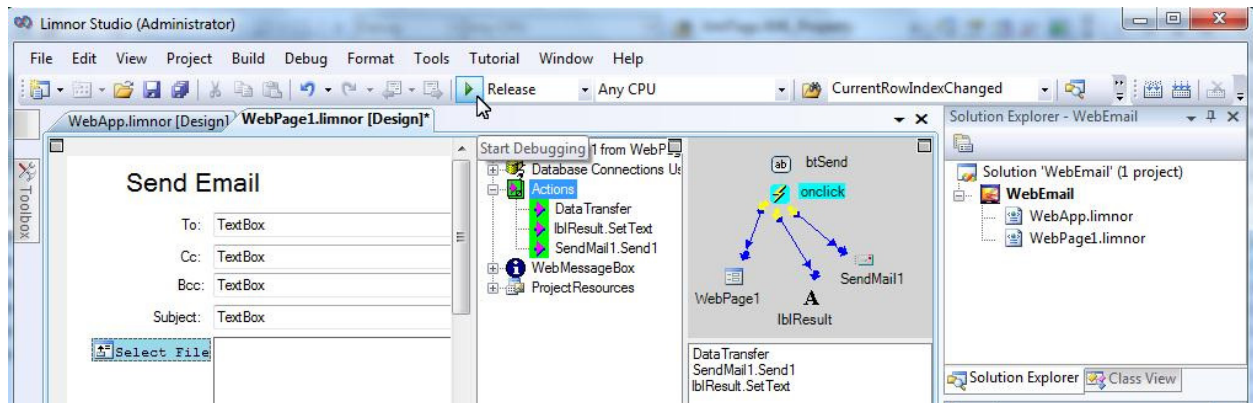 Limnor Studio (Administrator)
File Edit View Project Build Debug Format Tools Tutorial Window Help
Release Any CPU CurrentRowIndexChanged
WebApp.limnor [Design] WebPage1.limnor [Design]*
Toolbox
Send Email
To: TextBox
Cc: TextBox
Bcc: TextBox
Subject: TextBox
Select File
Start Debugging
1 from WebP
Database Connections Us
Actions
DataTransfer
lblResult.SetText
SendMail1.Send1
WebMessageBox
ProjectResources
ab btSend
onclick
WebPage1
A
lblResult
SendMail1
DataTransfer
SendMail1.Send1
lblResult.SetText
Solution Explorer - WebEmail
Solution 'WebEmail' (1 project)
WebEmail
WebApp.limnor
WebPage1.limnor
Solution Explorer Class View